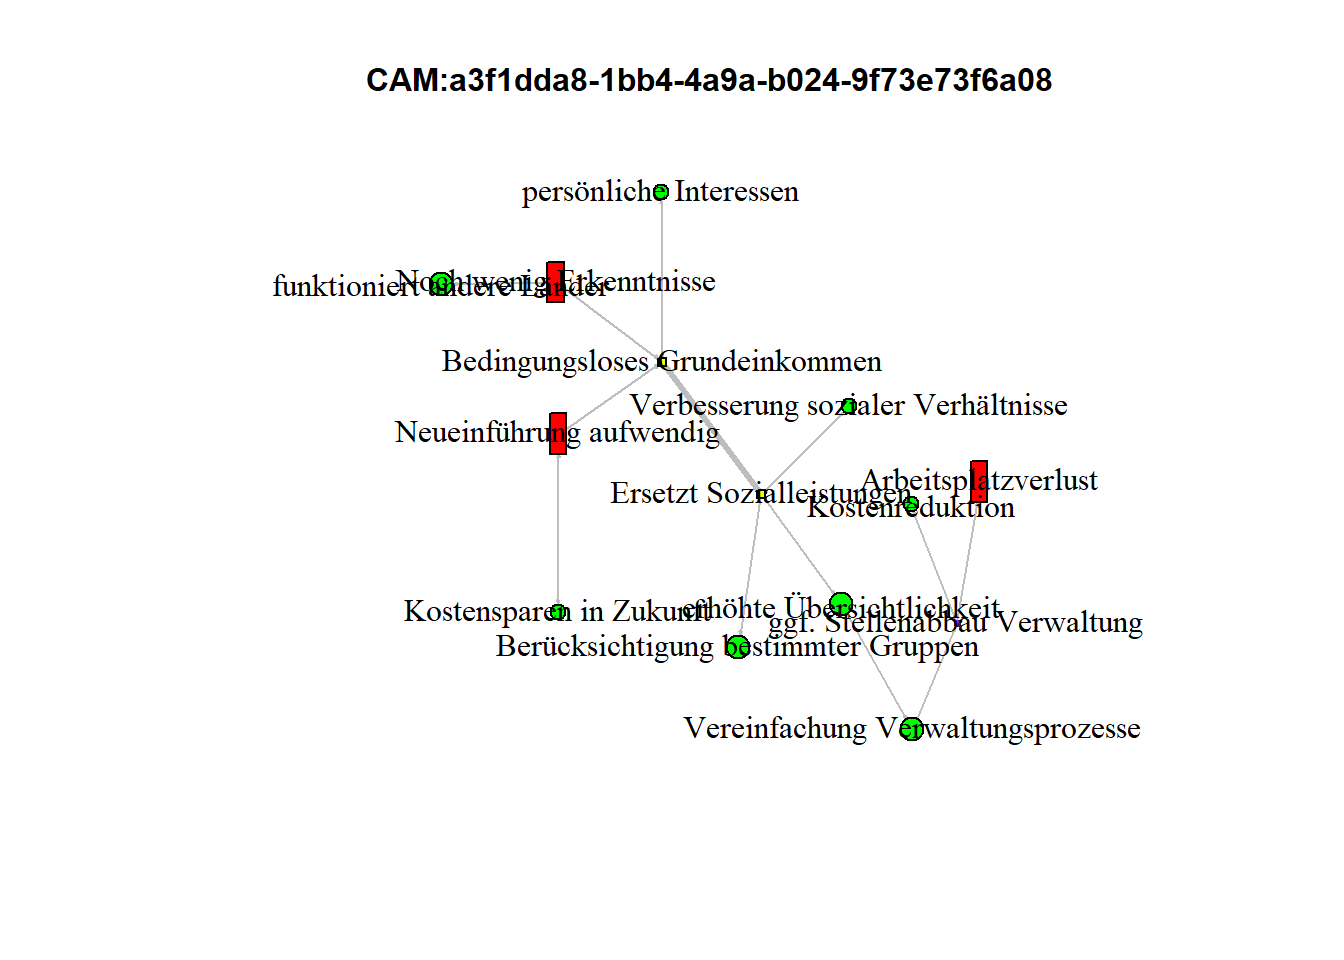 CAM:a3f1dda8-1bb4-4a9a-b024-9f73e73f6a08
persönliche Interessen
Noch wenig Erkenntnisse
funktioniert andere Länder
Bedingungsloses Grundeinkommen
Verbesserung sozialer Verhältnisse
Neueinführung aufwendig
Arbeitsplatzverlust
Ersetzt Sozialleistungen
Kostenreduktion
Kostensparen in Zukunft
efhöhte Übersichtlichkeit
ggf. Stellenabbau Verwaltung
Berücksichtigung bestimmter Gruppen
Vereinfachung Verwaltungsprozesse